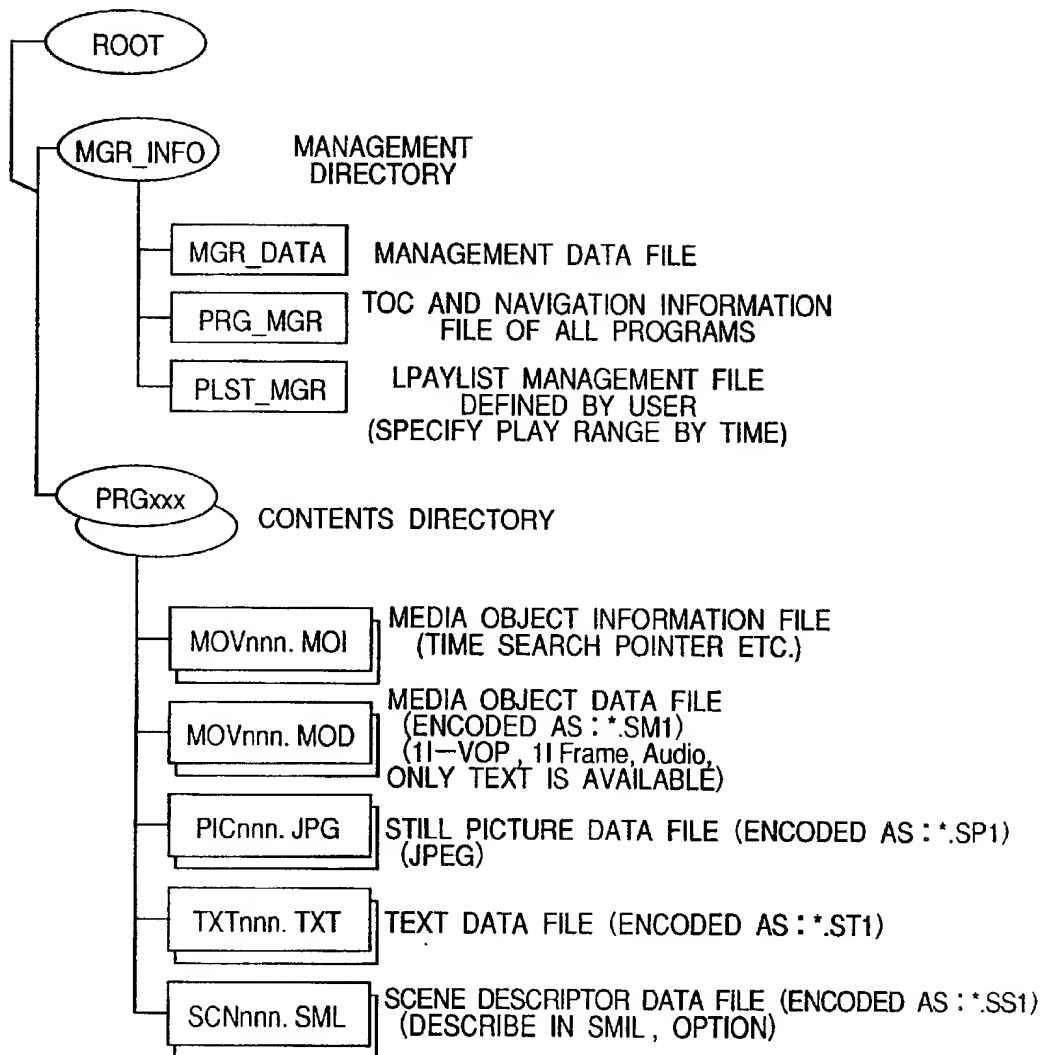 ROOT
MGR_INFO
MANAGEMENT
DIRECTORY
MGR_DATA
MANAGEMENT DATA FILE
PRG_MGR
TOC AND NAVIGATION INFORMATION
FILE OF ALL PROGRAMS
PLST_MGR
LPAYLIST MANAGEMENT FILE
DEFINED BY USER
(SPECIFY PLAY RANGE BY TIME)
PRGxxx
CONTENTS DIRECTORY
MOVnnn. MOI
MEDIA OBJECT INFORMATION FILE
(TIME SEARCH POINTER ETC.)
MOVnnn. MOD
MEDIA OBJECT DATA FILE
(ENCODED AS : *.SM1)
(1I—VOP , 1I Frame, Audio,
ONLY TEXT IS AVAILABLE)
PICnnn. JPG
STILL PICTURE DATA FILE (ENCODED AS : *.SP1)
(JPEG)
TXTnnn. TXT
TEXT DATA FILE (ENCODED AS : *.ST1)
SCNnnn. SML
SCENE DESCRIPTOR DATA FILE (ENCODED AS : *.SS1)
(DESCRIBE IN SMIL , OPTION)